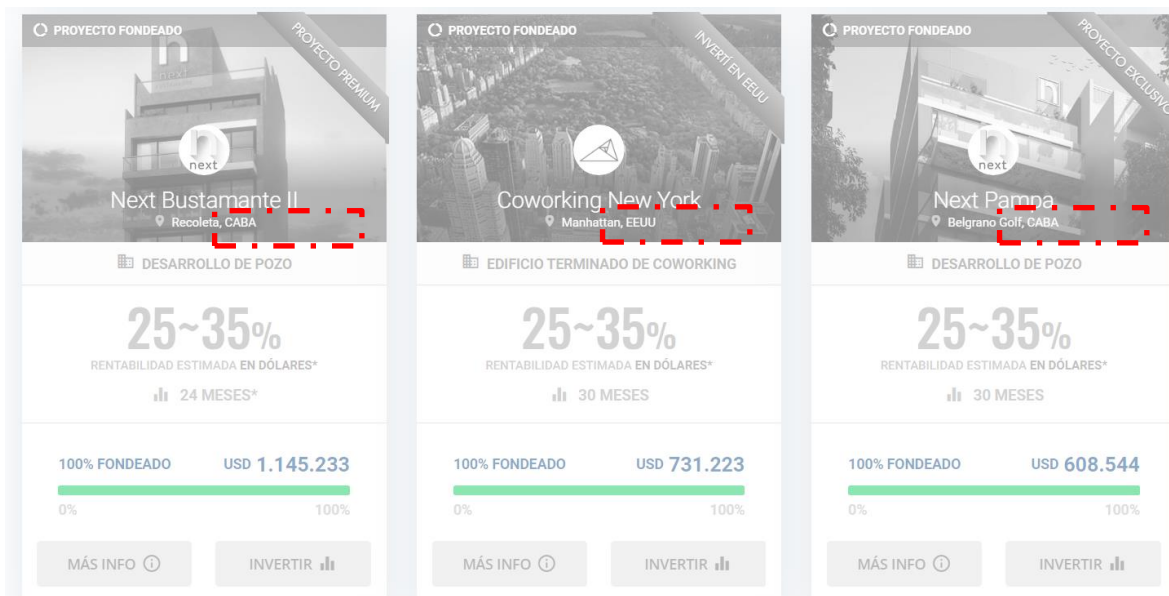 PROYECTO FONDEADO
PROYECTO PREMIUM
next
next
Next Bustamante II
Recoleta, CABA
DESARROLLO DE POZO
25~35%
RENTABILIDAD ESTIMADA EN DÓLARES*
24 MESES*
100% FONDEADO USD 1.145.233
0% 100%
MÁS INFO INVERTIR
PROYECTO FONDEADO
INVERTÍ EN EEUU
Coworking New York
Manhattan, EEUU
EDIFICIO TERMINADO DE COWORKING
25~35%
RENTABILIDAD ESTIMADA EN DÓLARES*
30 MESES
100% FONDEADO USD 731.223
0% 100%
MÁS INFO INVERTIR
PROYECTO FONDEADO
PROYECTO EXCLUSIVO
next
Next Pampa
Belgrano Golf, CABA
DESARROLLO DE POZO
25~35%
RENTABILIDAD ESTIMADA EN DÓLARES*
30 MESES
100% FONDEADO USD 608.544
0% 100%
MÁS INFO INVERTIR